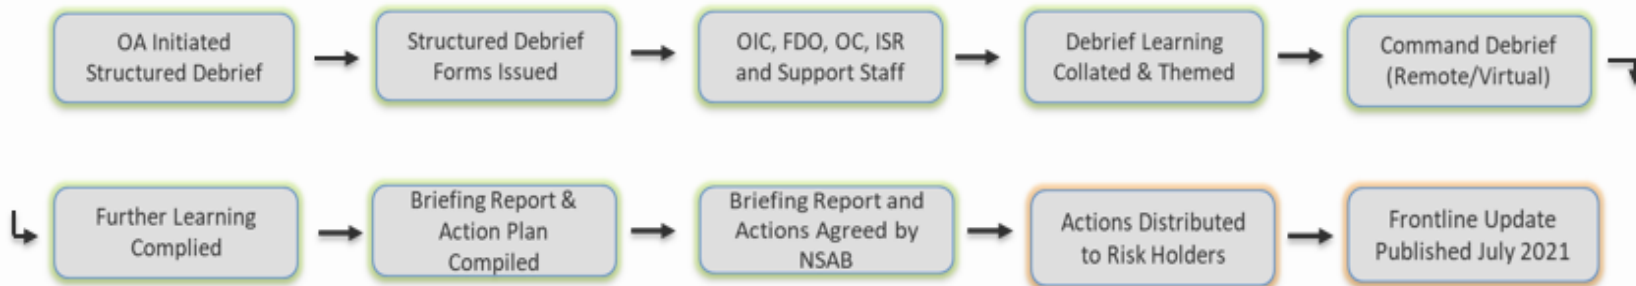 OA Initiated
Structured Debrief
Structured Debrief
Forms Issued
OIC, FDO, OC, ISR
and Support Staff
Debrief Learning
Collated & Themed
Command Debrief
(Remote/Virtual)
Further Learning
Complied
Briefing Report &
Action Plan
Compiled
Briefing Report and
Actions Agreed by
NSAB
Actions Distributed
to Risk Holders
Frontline Update
Published July 2021